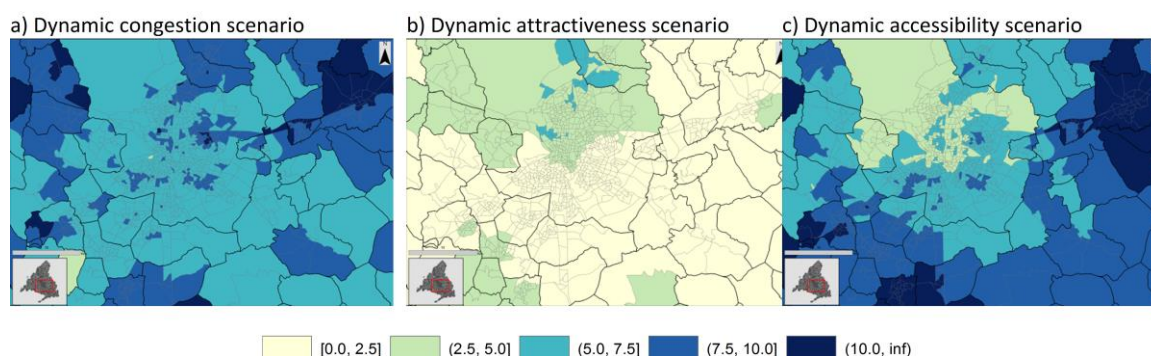 a) Dynamic congestion scenario
b) Dynamic attractiveness scenario
c) Dynamic accessibility scenario
[0.0, 2.5]
(2.5, 5.0]
(5.0, 7.5]
(7.5, 10.0]
(10.0, inf)